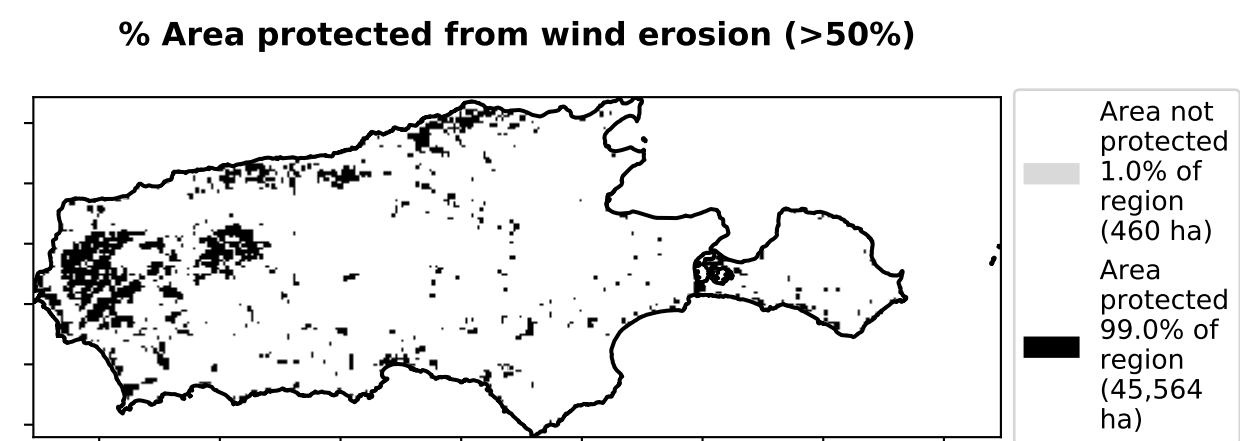 % Area protected from wind erosion (>50%)
Area not
protected
1.0% of
region
(460 ha)
Area
protected
99.0% of
region
(45,564
ha)